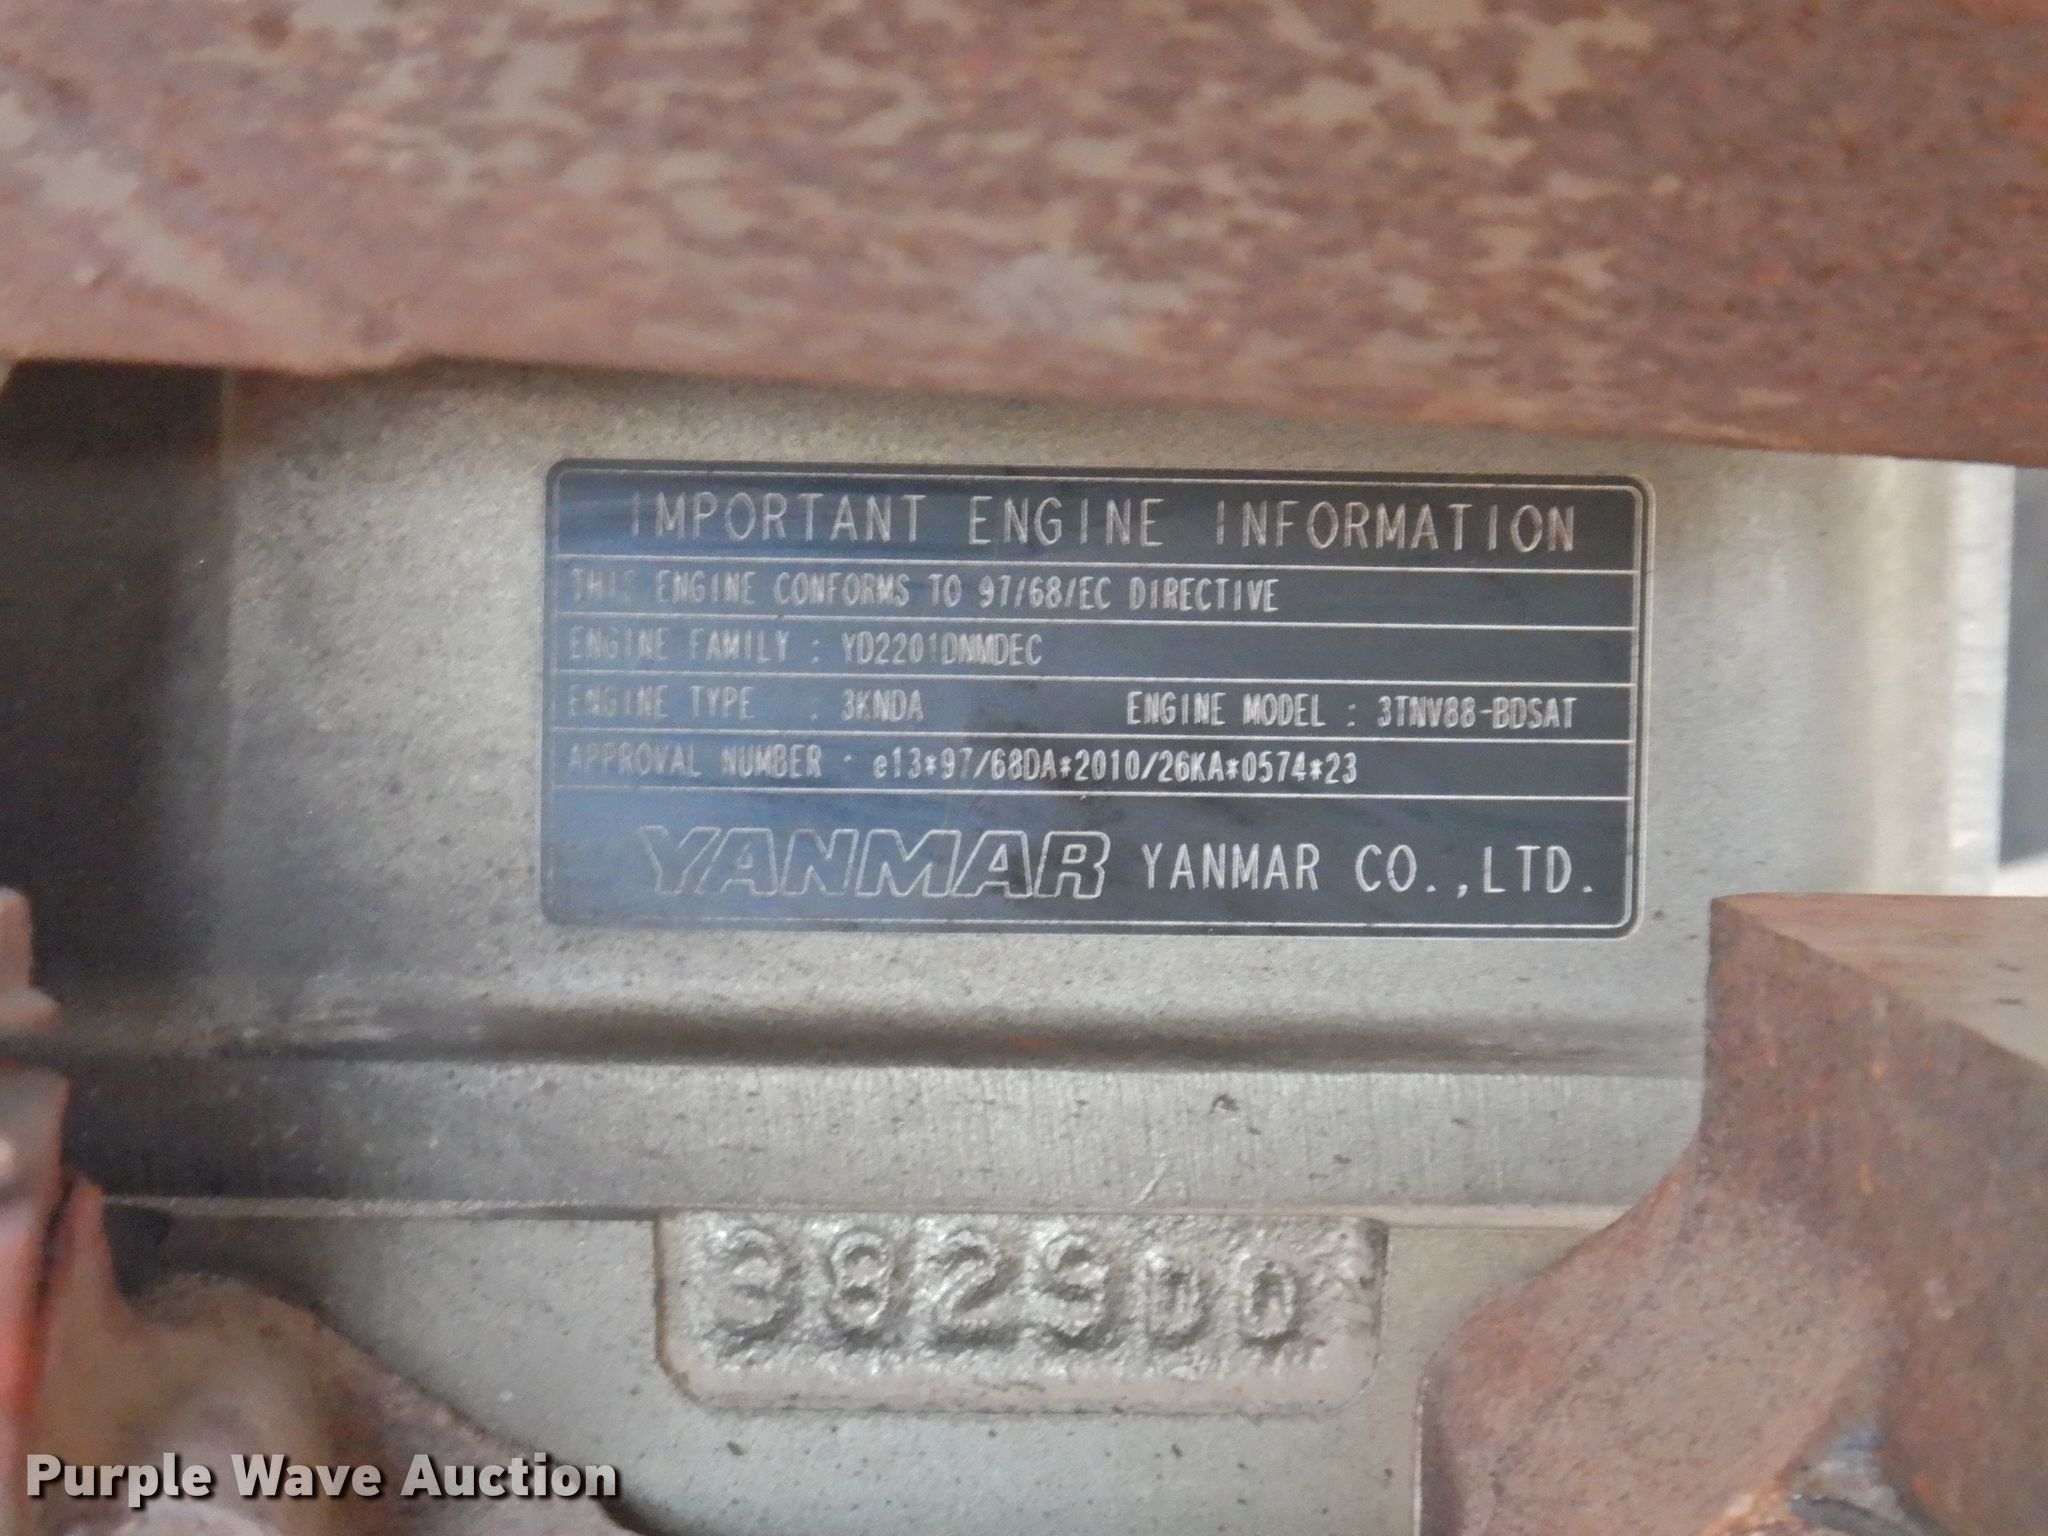 IMPORTANT ENGINE INFORMATION
THIS ENGINE CONFORMS TO 97/68/EC DIRECTIVE
ENGINE FAMILY : YD2201DNMDEC
ENGINE TYPE : 3KNDA ENGINE MODEL : 3TNV88-BDSAT
APPROVAL NUMBER : e13*97/68DA*2010/26KA*0574*23
YANMAR YANMAR CO.,LTD.
Purple Wave Auction